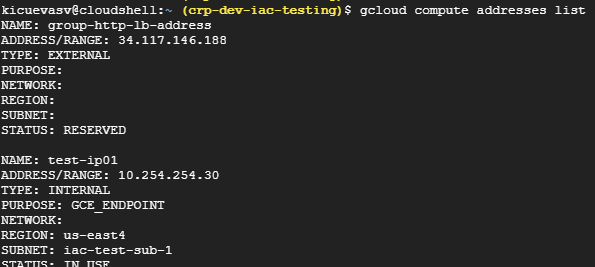 kicuevasv@cloudshell:~ (crp-dev-iac-testing)$ gcloud compute addresses list
NAME: group-http-lb-address
ADDRESS/RANGE: 34.117.146.188
TYPE: EXTERNAL
PURPOSE:
NETWORK:
REGION:
SUBNET:
STATUS: RESERVED
NAME: test-ip01
ADDRESS/RANGE: 10.254.254.30
TYPE: INTERNAL
PURPOSE: GCE_ENDPOINT
NETWORK:
REGION: us-east4
SUBNET: iac-test-sub-1
STATUS: IN_USE